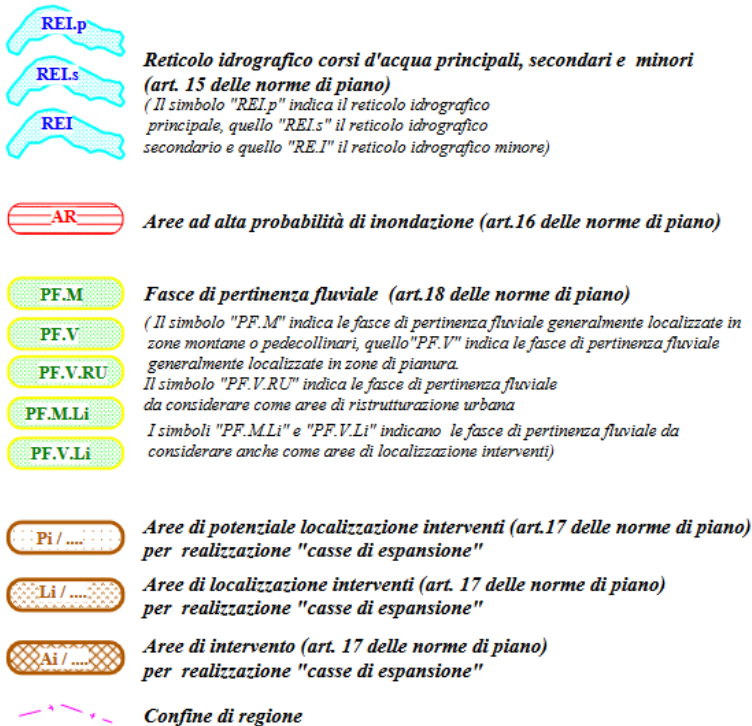 REI.p
REI.s
REI
Reticolo idrografico corsi d'acqua principali, secondari e minori
(art. 15 delle norme di piano)
( Il simbolo "REI.p" indica il reticolo idrografico
principale, quello "REI.s" il reticolo idrografico
secondario e quello "RE.I" il reticolo idrografico minore)
AR
Aree ad alta probabilità di inondazione (art.16 delle norme di piano)
PF.M
PF.V
PF.V.RU
PF.M.Li
PF.V.Li
Fasce di pertinenza fluviale (art.18 delle norme di piano)
( Il simbolo "PF.M" indica le fasce di pertinenza fluviale generalmente localizzate in
zone montane o pedecollinari, quello"PF.V" indica le fasce di pertinenza fluviale
generalmente localizzate in zone di pianura.
Il simbolo "PF.V.RU" indica le fasce di pertinenza fluviale
da considerare come aree di ristrutturazione urbana
I simboli "PF.M.Li" e "PF.V.Li" indicano le fasce di pertinenza fluviale da
considerare anche come aree di localizzazione interventi)
Pi / ....
Aree di potenziale localizzazione interventi (art.17 delle norme di piano)
per realizzazione "casse di espansione"
Li / ....
Aree di localizzazione interventi (art. 17 delle norme di piano)
per realizzazione "casse di espansione"
Ai / ....
Aree di intervento (art. 17 delle norme di piano)
per realizzazione "casse di espansione"
Confine di regione